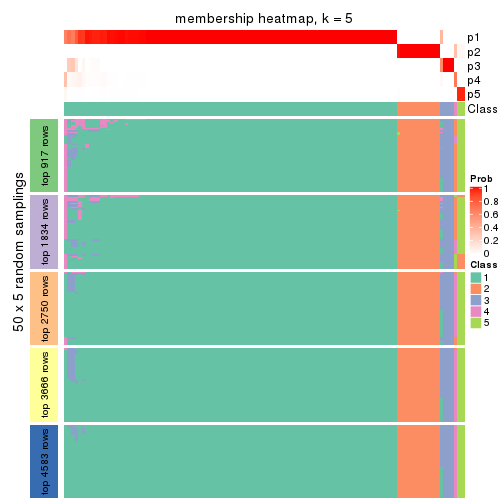 membership heatmap, k = 5
p1
p2
p3
p4
p5
Class
50 x 5 random samplings
top 917 rows
top 1834 rows
top 2750 rows
top 3666 rows
top 4583 rows
Prob
1
0.8
0.6
0.4
0.2
0
Class
1
2
3
4
5